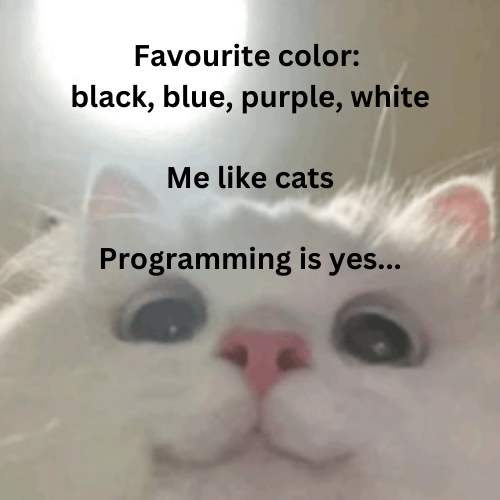 Favourite color:
black, blue, purple, white
Me like cats
Programming is yes...